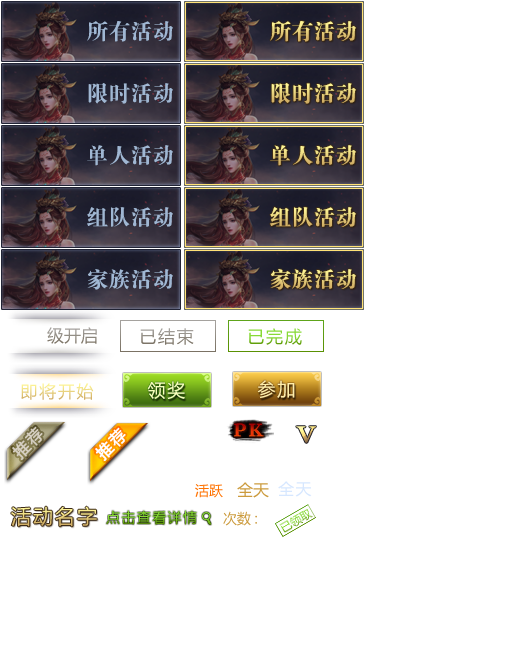 所有活动 所有活动
限时活动 限时活动
单人活动 单人活动
组队活动 组队活动
家族活动 家族活动
级开启 已结束 已完成
即将开始 领奖 参加
推荐 推荐 PK V
活跃 全天 全天
活动名字 点击查看详情 次数： 已领取